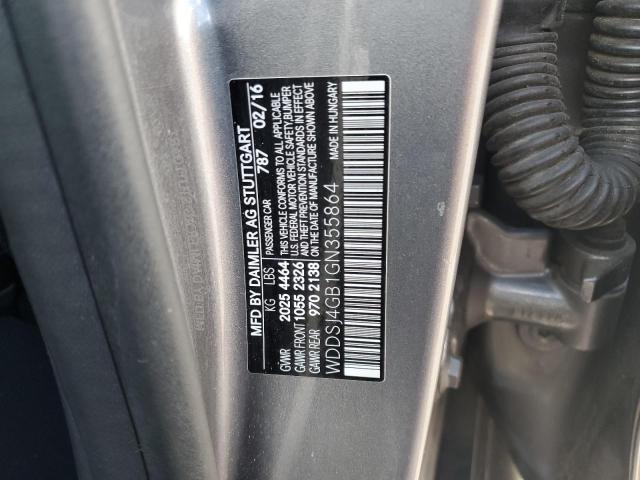 MFD BY DAIMLER AG STUTTGART
PASSENGER CAR 787 02/16
KG LBS
GVWR 2025 4464
GAWR FRONT 1055 2326
GAWR REAR 970 2138
THIS VEHICLE CONFORMS TO ALL APPLICABLE
U.S. FEDERAL MOTOR VEHICLE SAFETY, BUMPER
AND THEFT PREVENTION STANDARDS IN EFFECT
ON THE DATE OF MANUFACTURE SHOWN ABOVE
MADE IN HUNGARY
WDDSJ4GB1GN355864